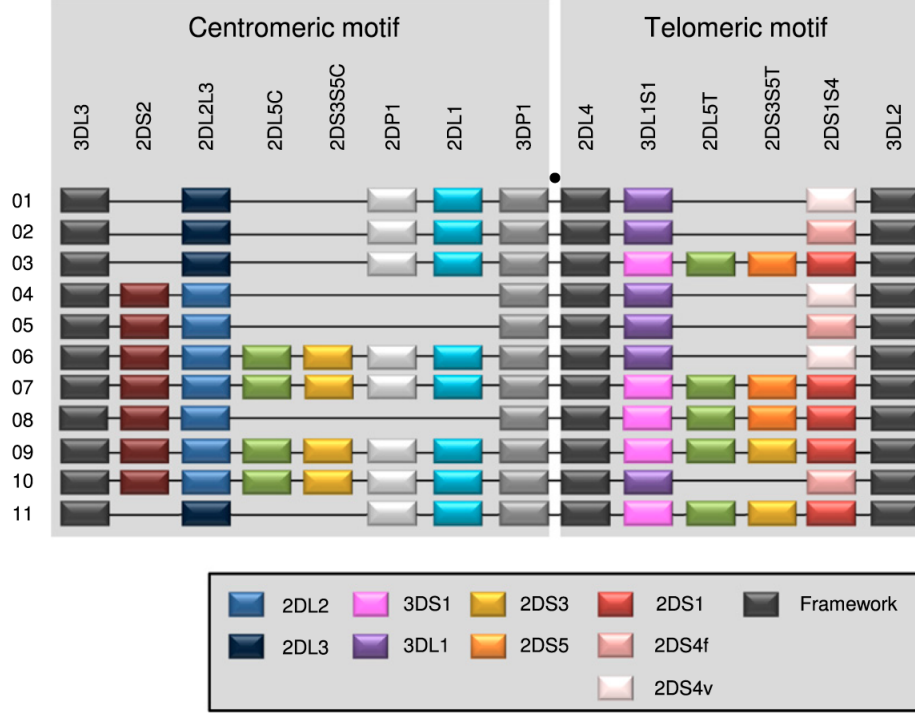 Centromeric motif Telomeric motif
3DL3 2DS2 2DL2L3 2DL5C 2DS3S5C 2DP1 2DL1 3DP1 2DL4 3DL1S1 2DL5T 2DS3S5T 2DS1S4 3DL2
01
02
03
04
05
06
07
08
09
10
11
2DL2 3DS1 2DS3 2DS1 Framework
2DL3 3DL1 2DS5 2DS4f
2DS4v